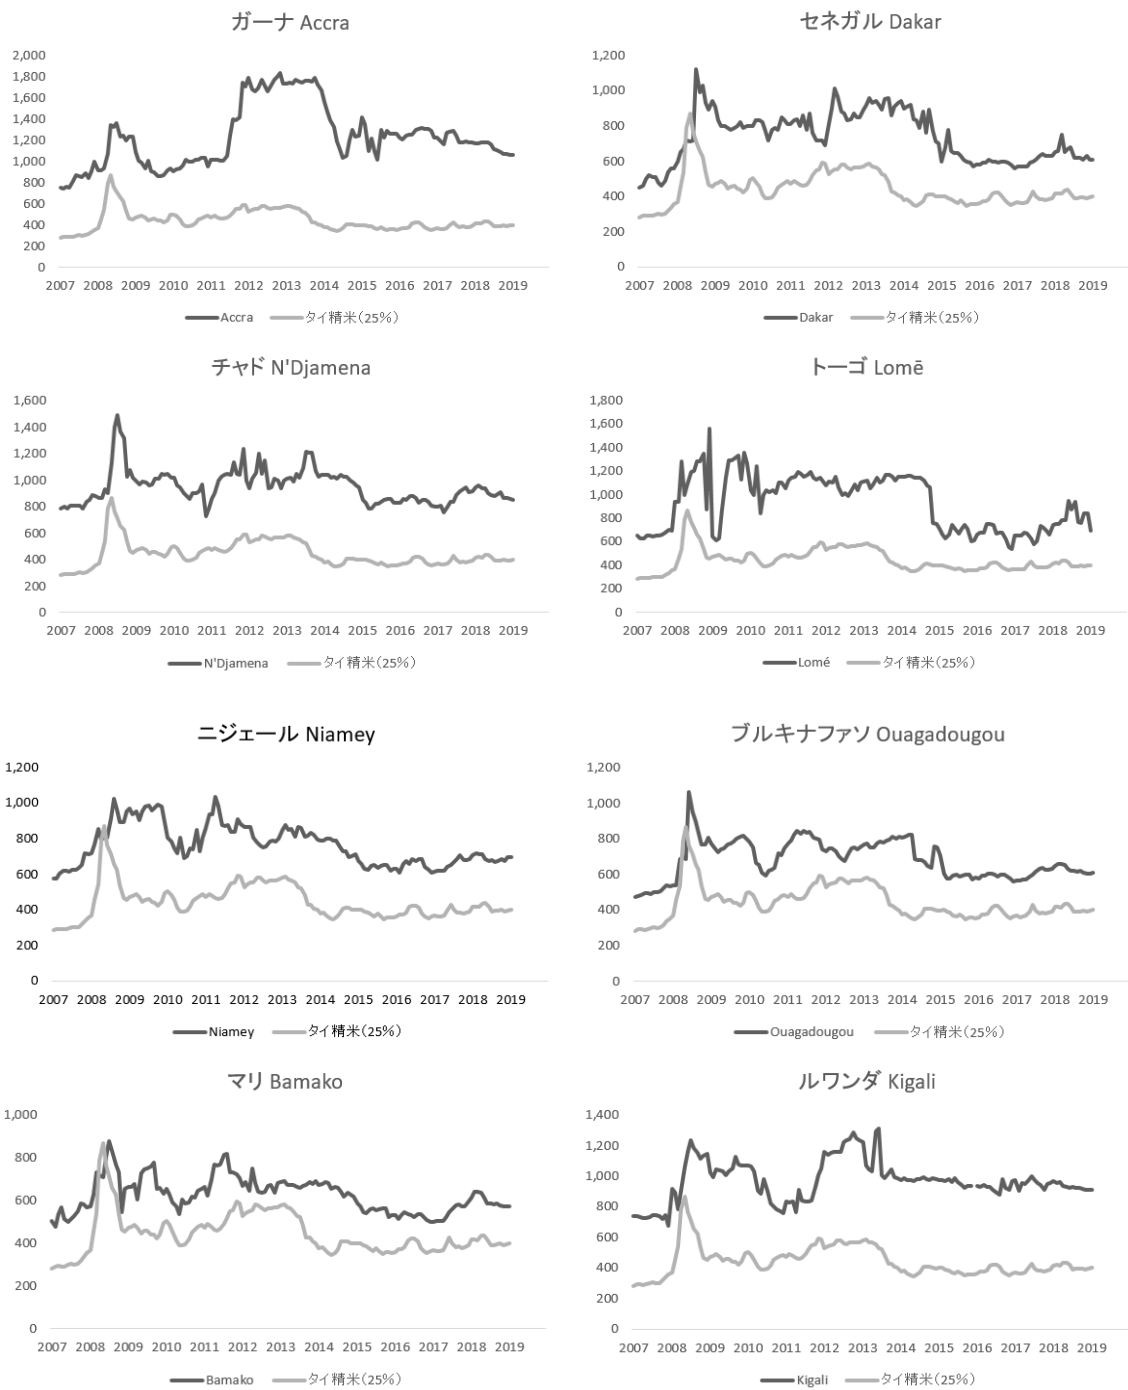 ガーナ Accra
2,000
1,800
1,600
1,400
1,200
1,000
800
600
400
200
0
2007 2008 2009 2010 2011 2012 2013 2014 2015 2016 2017 2018 2019
Accra タイ精米(25%)
セネガル Dakar
1,200
1,000
800
600
400
200
0
2007 2008 2009 2010 2011 2012 2013 2014 2015 2016 2017 2018 2019
Dakar タイ精米(25%)
チャド N'Djamena
1,600
1,400
1,200
1,000
800
600
400
200
0
2007 2008 2009 2010 2011 2012 2013 2014 2015 2016 2017 2018 2019
N'Djamena タイ精米(25%)
トーゴ Lomē
1,800
1,600
1,400
1,200
1,000
800
600
400
200
0
2007 2008 2009 2010 2011 2012 2013 2014 2015 2016 2017 2018 2019
Lomé タイ精米(25%)
ニジェール Niamey
1,200
1,000
800
600
400
200
0
2007 2008 2009 2010 2011 2012 2013 2014 2015 2016 2017 2018 2019
Niamey タイ精米(25%)
ブルキナファソ Ouagadougou
1,200
1,000
800
600
400
200
0
2007 2008 2009 2010 2011 2012 2013 2014 2015 2016 2017 2018 2019
Ouagadougou タイ精米(25%)
マリ Bamako
1,000
800
600
400
200
0
2007 2008 2009 2010 2011 2012 2013 2014 2015 2016 2017 2018 2019
Bamako タイ精米(25%)
ルワンダ Kigali
1,400
1,200
1,000
800
600
400
200
0
2007 2008 2009 2010 2011 2012 2013 2014 2015 2016 2017 2018 2019
Kigali タイ精米(25%)